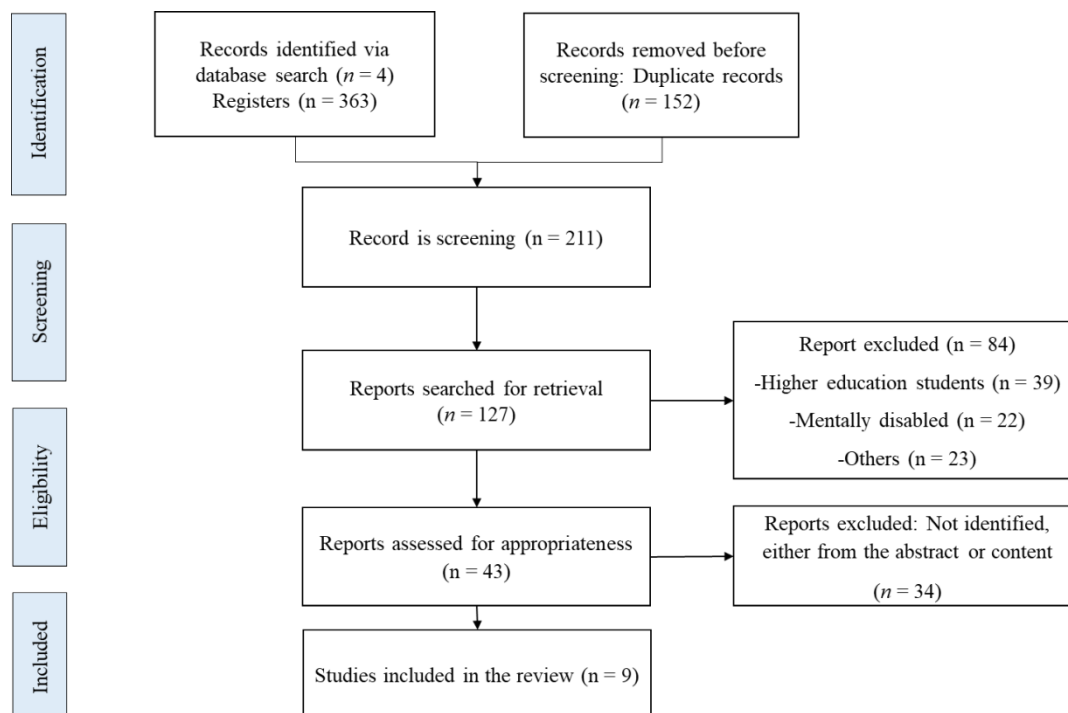 Identification
Records identified via
database search (n = 4)
Registers (n = 363)
Records removed before
screening: Duplicate records
(n = 152)
Screening
Record is screening (n = 211)
Reports searched for retrieval
(n = 127)
Report excluded (n = 84)
-Higher education students (n = 39)
-Mentally disabled (n = 22)
-Others (n = 23)
Eligibility
Reports assessed for appropriateness
(n = 43)
Reports excluded: Not identified,
either from the abstract or content
(n = 34)
Included
Studies included in the review (n = 9)